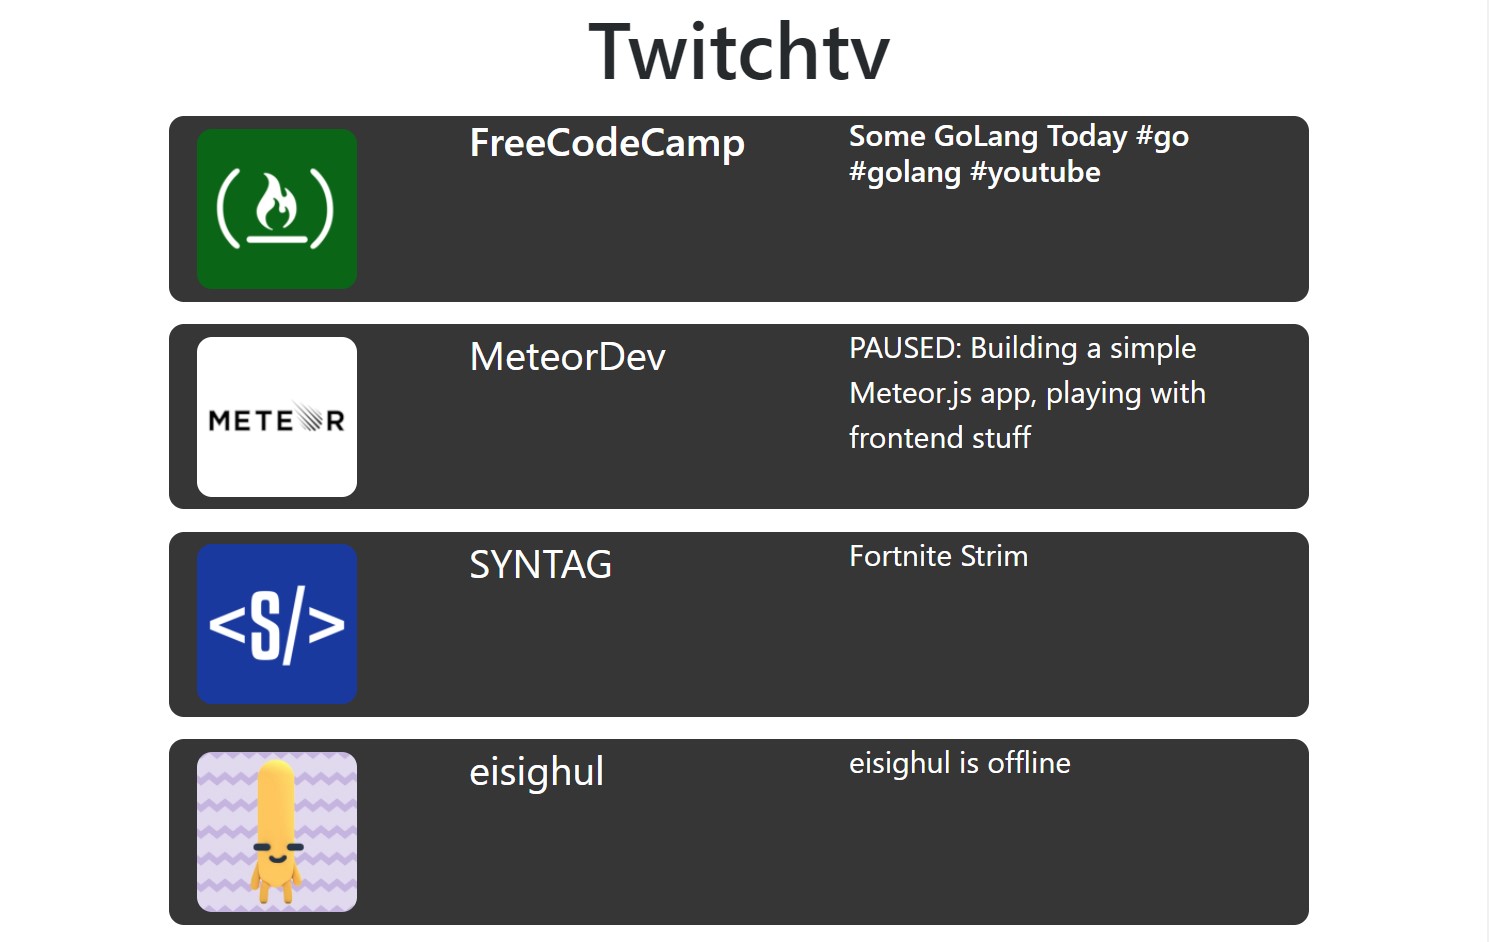 Twitchtv
FreeCodeCamp
Some GoLang Today #go
#golang #youtube
METEOR
MeteorDev
PAUSED: Building a simple
Meteor.js app, playing with
frontend stuff
<S/>
SYNTAG
Fortnite Strim
eisighul
eisighul is offline